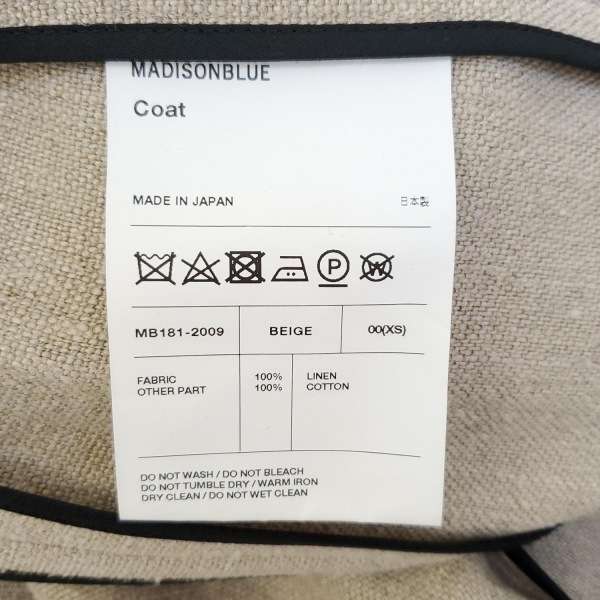 MADISONBLUE
Coat
MADE IN JAPAN 日本製
P W
MB181-2009 BEIGE 00(XS)
FABRIC 100% LINEN
OTHER PART 100% COTTON
DO NOT WASH / DO NOT BLEACH
DO NOT TUMBLE DRY / WARM IRON
DRY CLEAN / DO NOT WET CLEAN